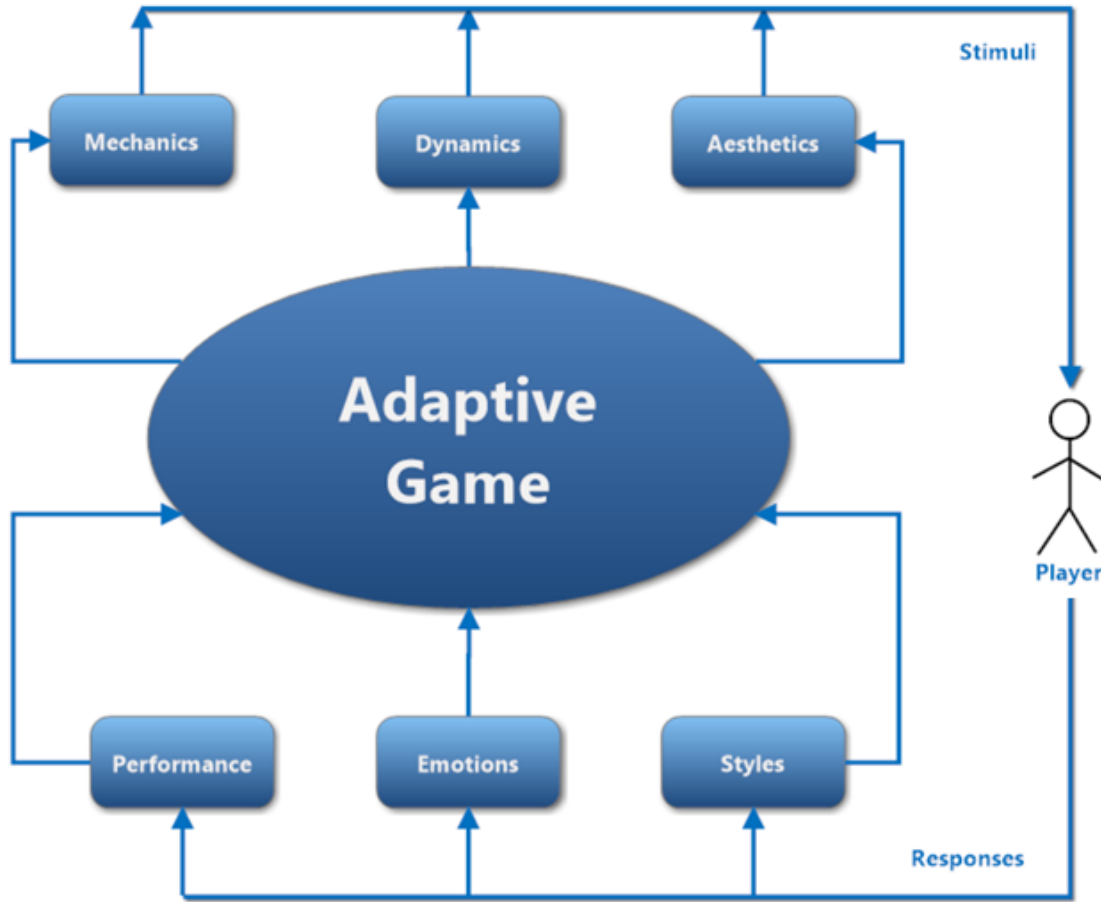 Stimuli
Mechanics
Dynamics
Aesthetics
Adaptive
Game
Player
Performance
Emotions
Styles
Responses